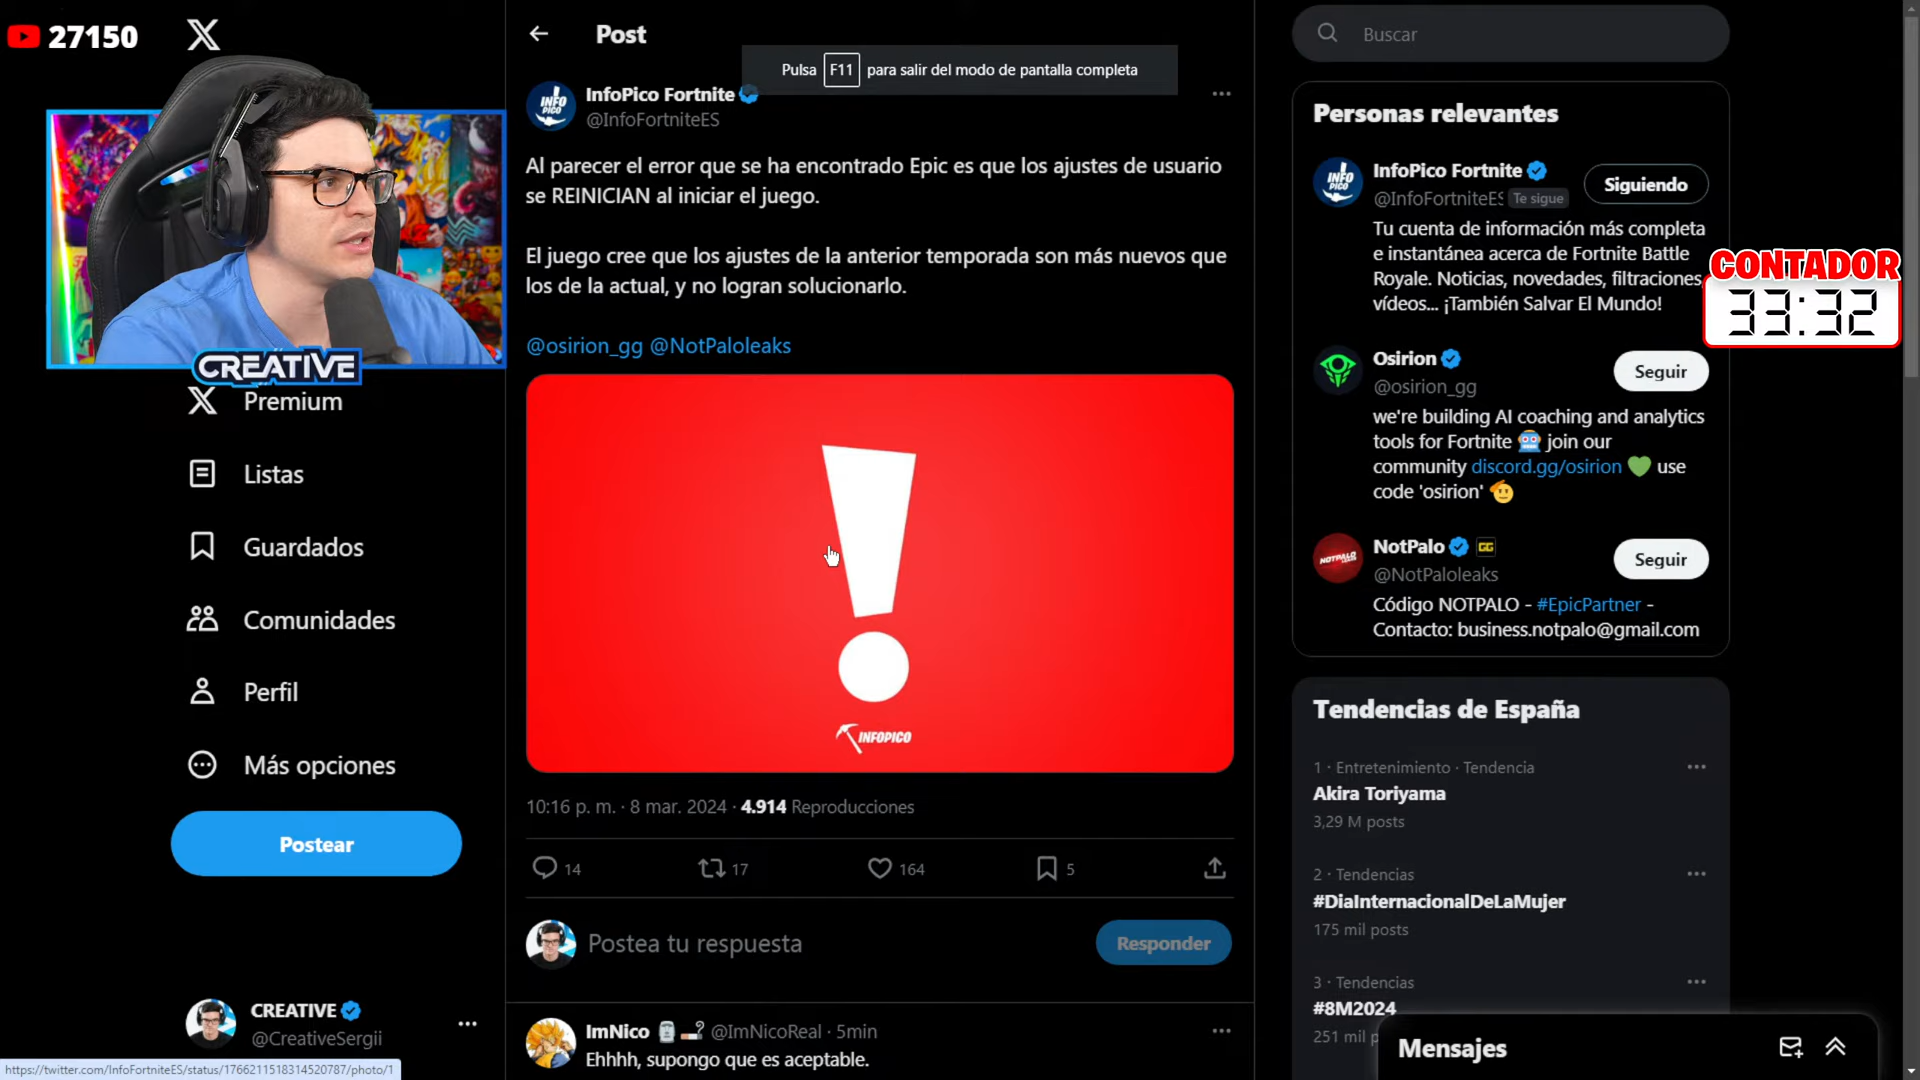 27150
CREATIVE
Premium
Listas
Guardados
Comunidades
Perfil
Más opciones
Postear
CREATIVE
@CreativeSergii
https://twitter.com/InfoFortniteES/status/1766211518314520787/photo/1
Post
Pulsa F11 para salir del modo de pantalla completa
InfoPico Fortnite
@InfoFortniteES
Al parecer el error que se ha encontrado Epic es que los ajustes de usuario
se REINICIAN al iniciar el juego.
El juego cree que los ajustes de la anterior temporada son más nuevos que
los de la actual, y no logran solucionarlo.
@osirion_gg @NotPaloleaks
INFO PICO
!
INFOPICO
10:16 p. m. · 8 mar. 2024 · 4.914 Reproducciones
14
17
164
5
Postea tu respuesta
Responder
ImNico @ImNicoReal · 5min
Ehhhh, supongo que es aceptable.
Buscar
Personas relevantes
INFO PICO
InfoPico Fortnite
Siguiendo
@InfoFortniteES Te sigue
Tu cuenta de información más completa
e instantánea acerca de Fortnite Battle
Royale. Noticias, novedades, filtraciones,
vídeos... ¡También Salvar El Mundo!
CONTADOR
33:32
Osirion
Seguir
@osirion_gg
we're building AI coaching and analytics
tools for Fortnite 🤖 join our
community discord.gg/osirion 💚 use
code 'osirion' 🫡
NOTPALO
NotPalo GG
Seguir
@NotPaloleaks
Código NOTPALO - #EpicPartner -
Contacto: business.notpalo@gmail.com
Tendencias de España
1 · Entretenimiento · Tendencia
Akira Toriyama
3,29 M posts
2 · Tendencias
#DiaInternacionalDeLaMujer
175 mil posts
3 · Tendencias
#8M2024
251 mil p
Mensajes